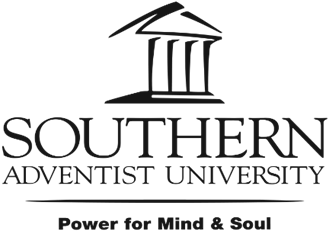 SOUTHERN
ADVENTIST UNIVERSITY
Power for Mind & Soul